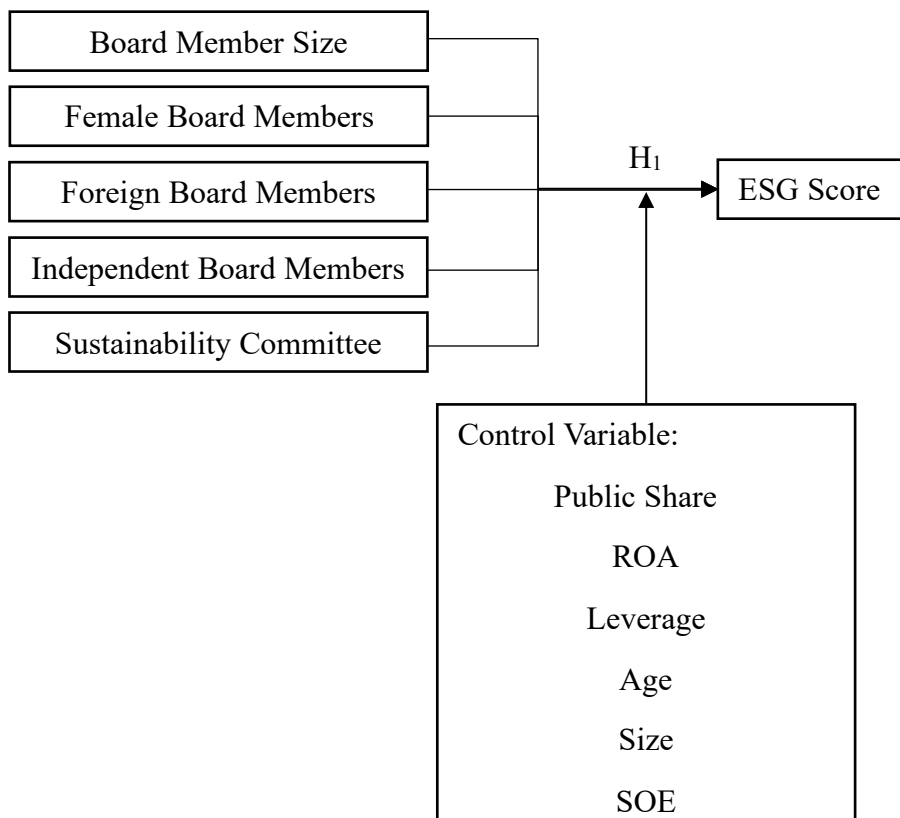 Board Member Size
Female Board Members
Foreign Board Members
Independent Board Members
Sustainability Committee
H₁
ESG Score
Control Variable:
Public Share
ROA
Leverage
Age
Size
SOE